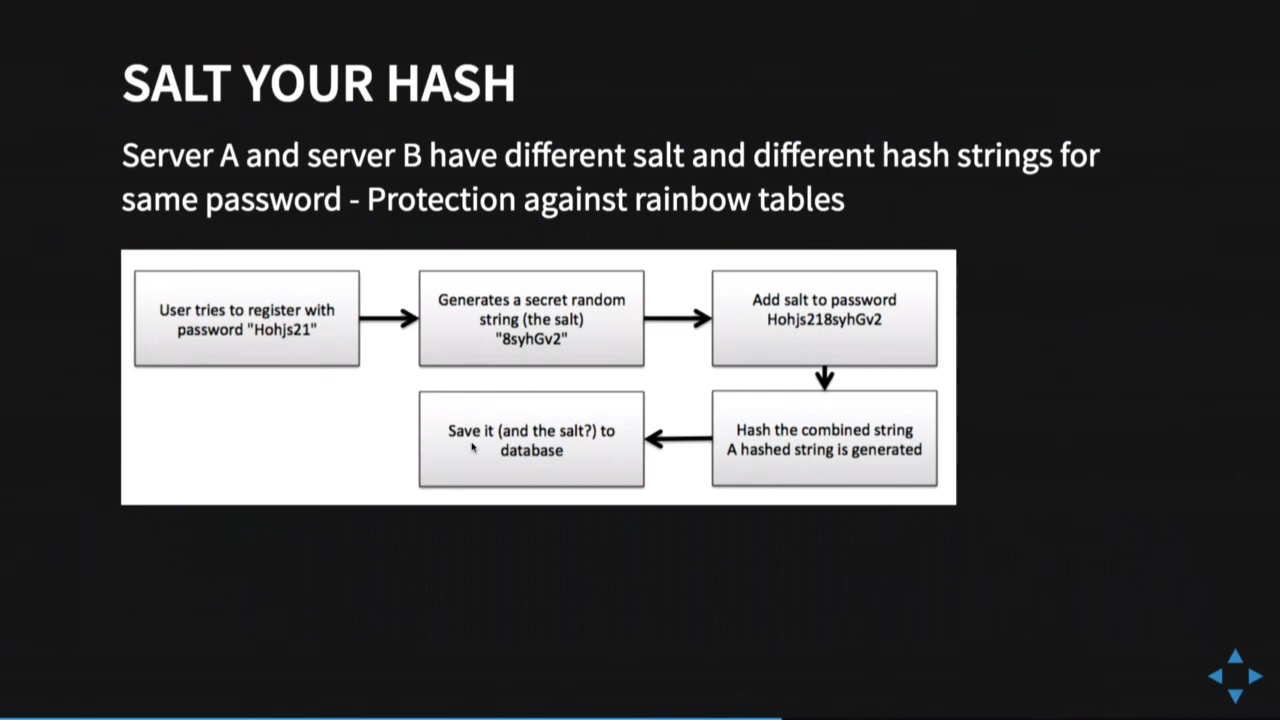 SALT YOUR HASH
Server A and server B have different salt and different hash strings for
same password - Protection against rainbow tables
User tries to register with
password "Hohjs21"
Generates a secret random
string (the salt)
"8syhGv2"
Add salt to password
Hohjs218syhGv2
Hash the combined string
A hashed string is generated
Save it (and the salt?) to
database